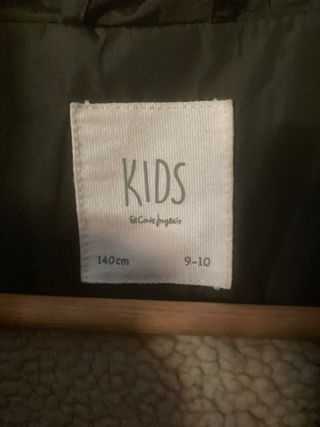 KIDS
El Corte Inglés
140cm 9-10